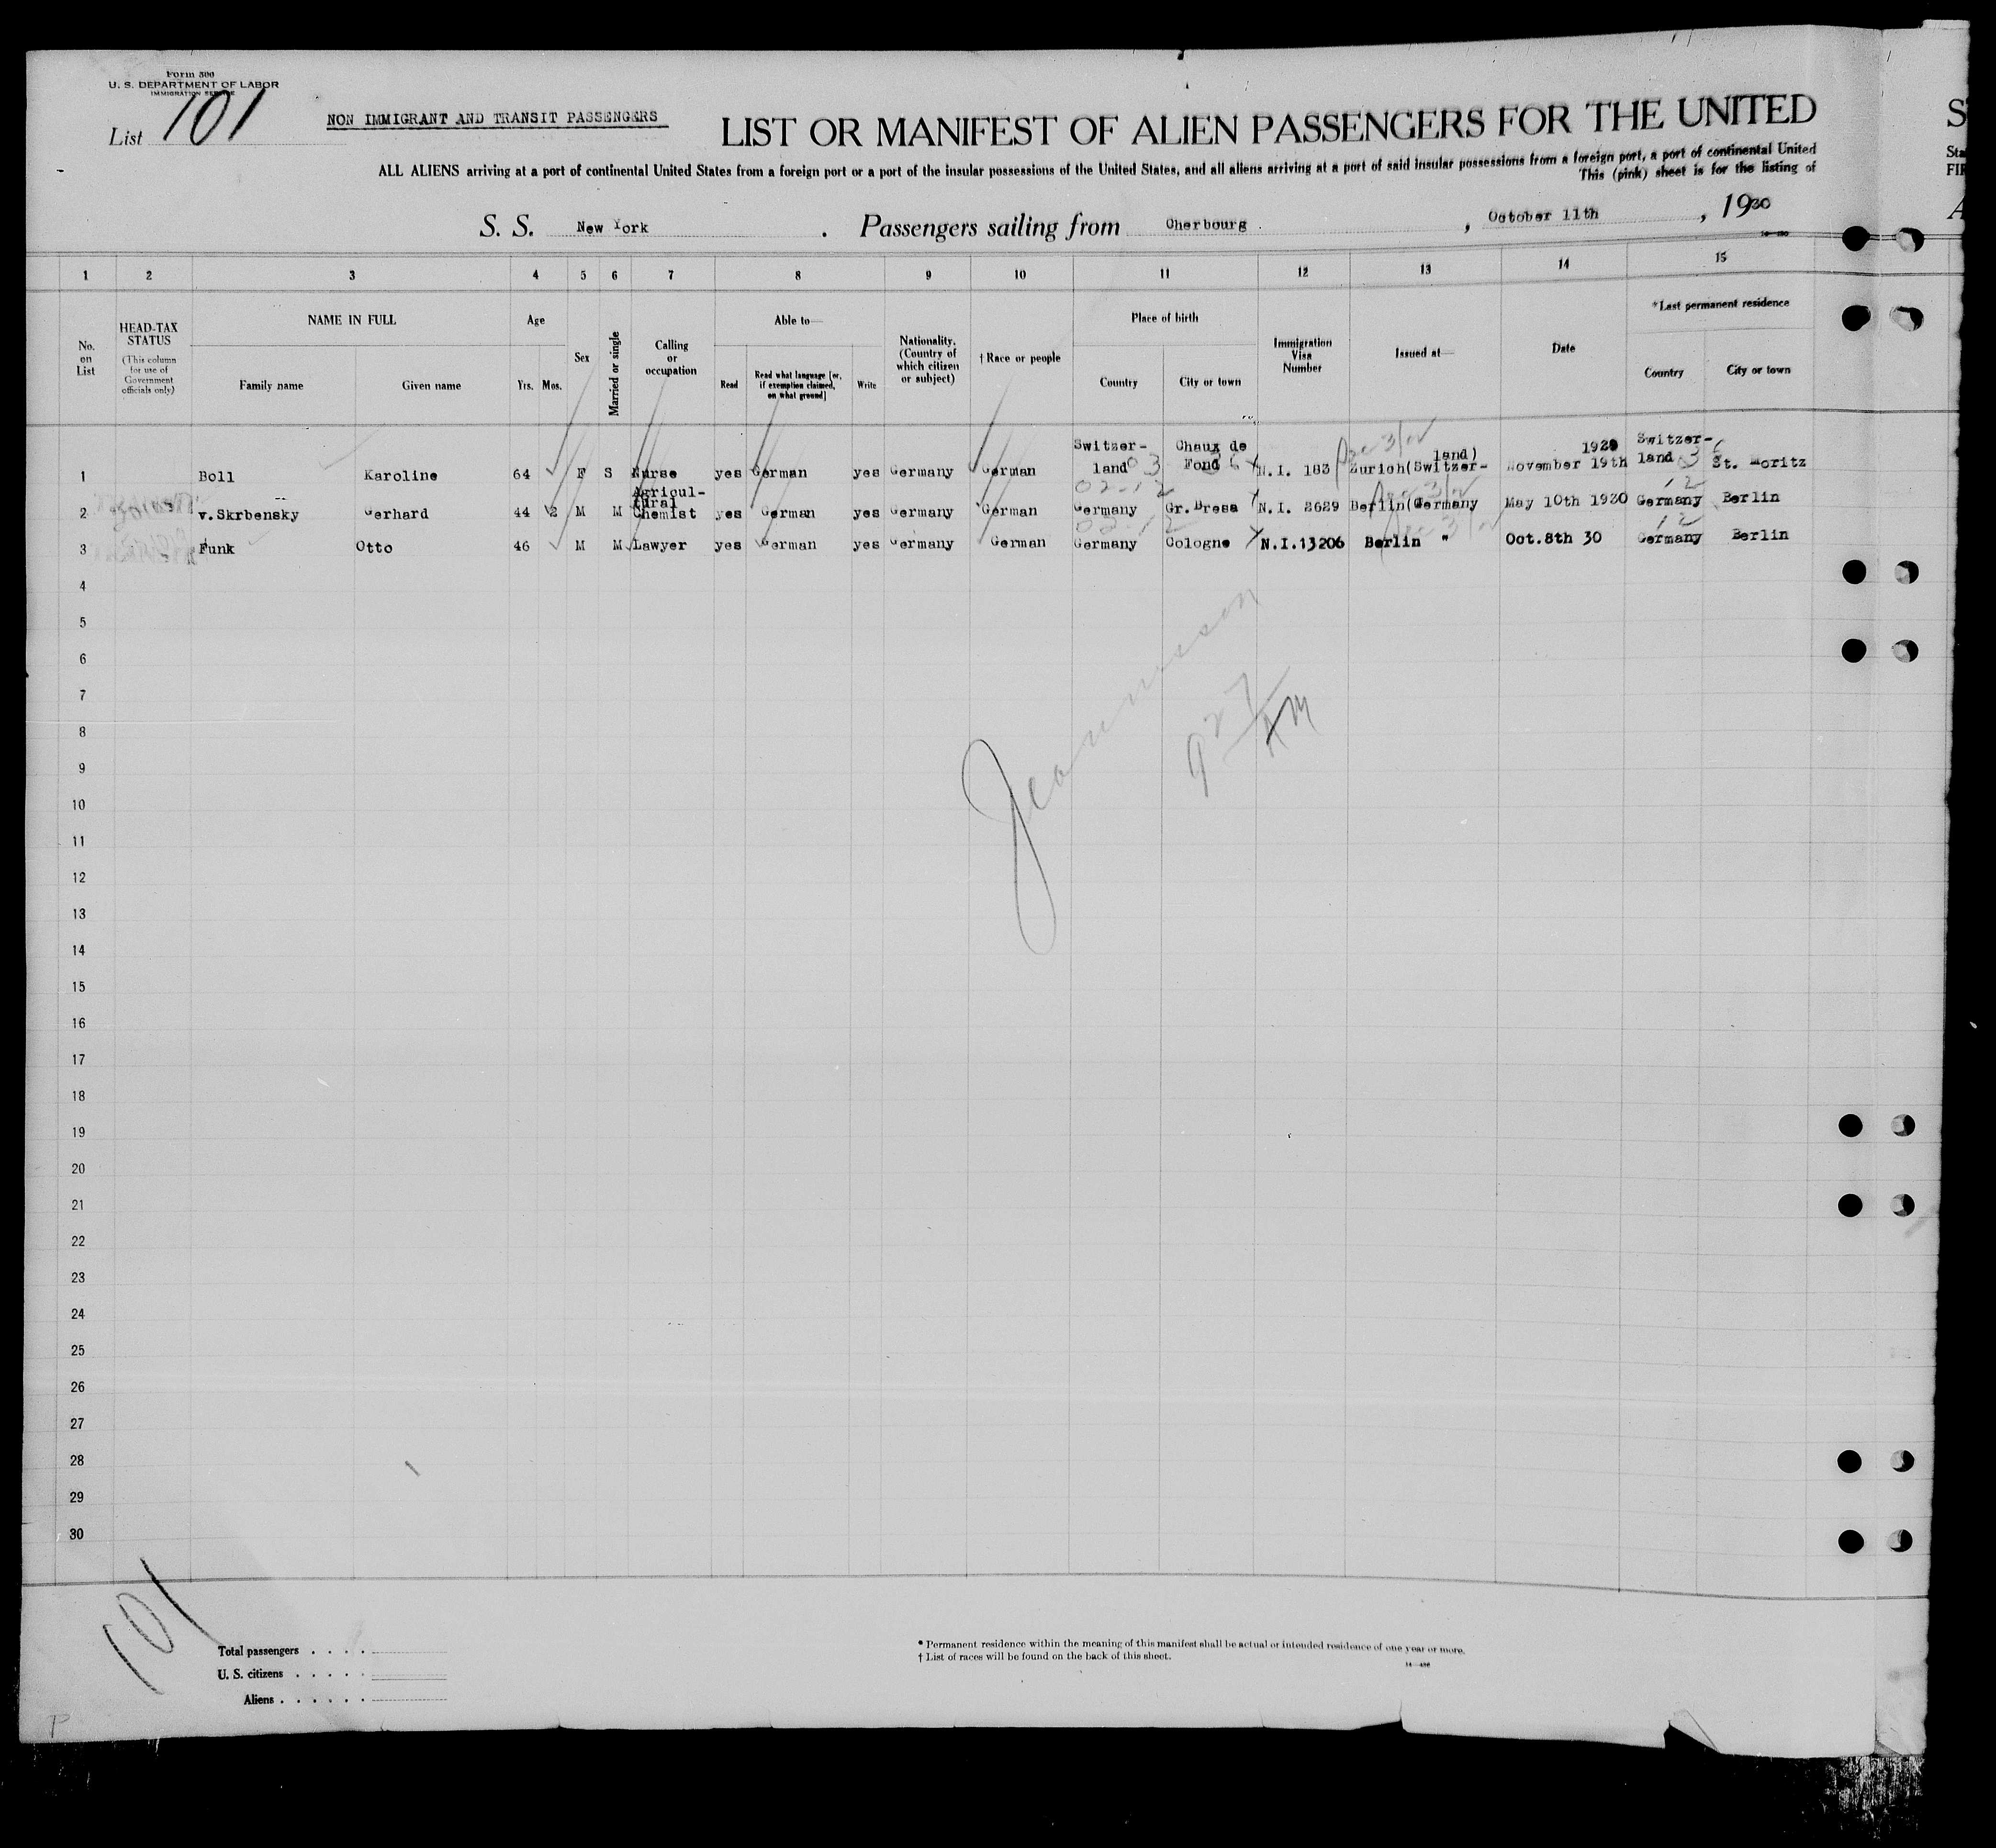 Form 500
U. S. DEPARTMENT OF LABOR
IMMIGRATION SERVICE
List 101
NON IMMIGRANT AND TRANSIT PASSENGERS
LIST OR MANIFEST OF ALIEN PASSENGERS FOR THE UNITED
ALL ALIENS arriving at a port of continental United States from a foreign port or a port of the insular possessions of the United States, and all aliens arriving at a port of said insular possessions from a foreign port, a port of continental United
This (pink) sheet is for the listing of
S. S. New York . Passengers sailing from Cherbourg , October 11th , 1930
1 2 3 4 5 6 7 8 9 10 11 12 13 14 15
No. on List
HEAD-TAX STATUS
(This column for use of Government officials only)
NAME IN FULL
Family name
Given name
Age
Yrs. Mos.
Sex
Married or single
Calling or occupation
Able to—
Read
Read what language [or, if exemption claimed, on what ground]
Write
Nationality. (Country of which citizen or subject)
† Race or people
Place of birth
Country
City or town
Immigration Visa Number
Issued at—
Date
*Last permanent residence
Country
City or town
1 Boll Karoline 64 F S Nurse yes German yes Germany German Switzer-land Chaux de Fond N.I. 183 Zurich(Switzer-land) November 19th 1929 Switzer-land St. Moritz
2 v.Skrbensky Gerhard 44 2 M M Agricul-tural Chemist yes German yes Germany German Germany Gr. Bresa N.I. 2629 Berlin(Germany May 10th 1930 Germany Berlin
3 Funk Otto 46 M M Lawyer yes German yes Germany German Germany Cologne N.I.13206 Berlin " Oct.8th 30 Germany Berlin
4
5
6
7
8
9
10
11
12
13
14
15
16
17
18
19
20
21
22
23
24
25
26
27
28
29
30
101
Total passengers . . . .
U. S. citizens . . . . .
Aliens . . . . . .
* Permanent residence within the meaning of this manifest shall be actual or intended residence of one year or more.
† List of races will be found on the back of this sheet.